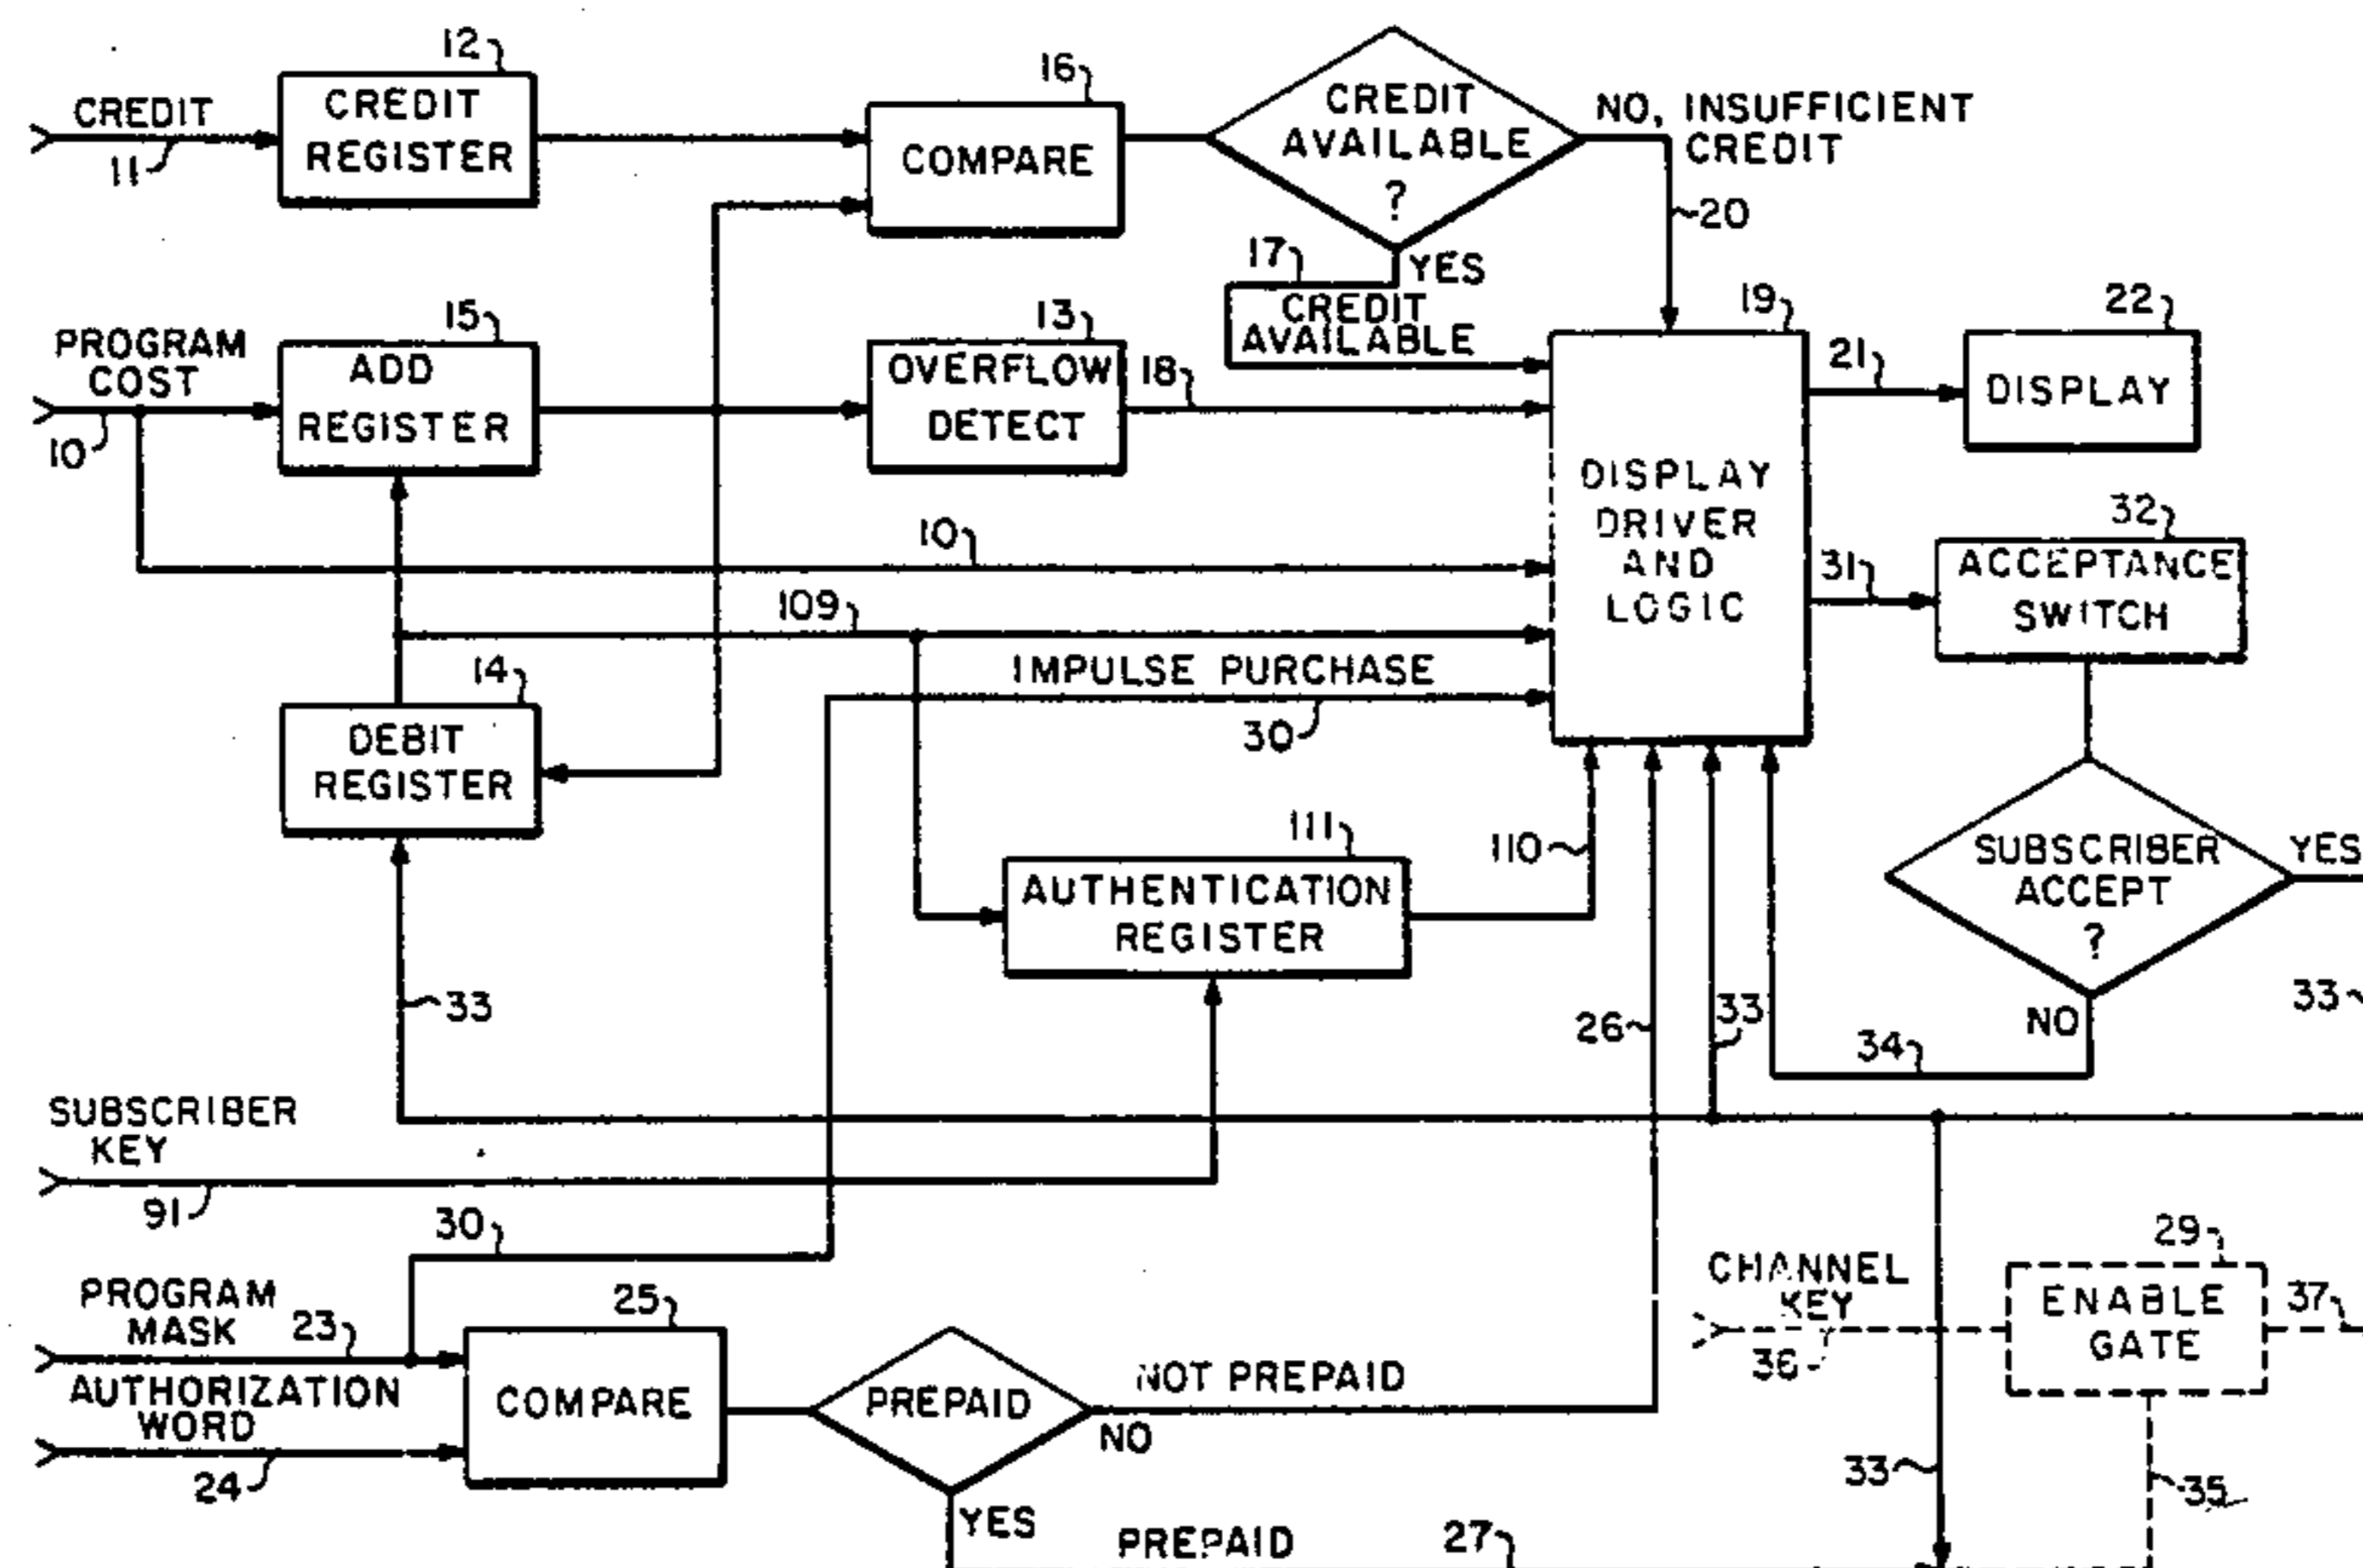 12
CREDIT
11
CREDIT
REGISTER
16
COMPARE
CREDIT
AVAILABLE
?
NO, INSUFFICIENT
CREDIT
20
17
YES
CREDIT
AVAILABLE
PROGRAM
COST
10
15
ADD
REGISTER
13
OVERFLOW
DETECT
18
19
DISPLAY
DRIVER
AND
LOGIC
21
22
DISPLAY
10
109
31
32
ACCEPTANCE
SWITCH
IMPULSE PURCHASE
30
14
DEBIT
REGISTER
111
AUTHENTICATION
REGISTER
110
SUBSCRIBER
ACCEPT
?
YES
33
NO
34
33
26
33
SUBSCRIBER
KEY
91
30
PROGRAM
MASK
23
AUTHORIZATION
WORD
24
25
COMPARE
PREPAID
NOT PREPAID
NO
YES
PREPAID
27
CHANNEL
KEY
36
29
ENABLE
GATE
37
33
35